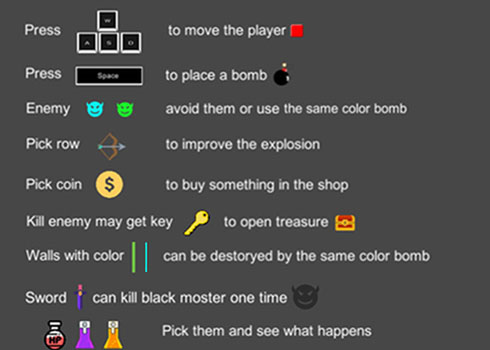 Press W A S D to move the player
Press Space to place a bomb
Enemy avoid them or use the same color bomb
Pick row to improve the explosion
Pick coin $ to buy something in the shop
Kill enemy may get key to open treasure
Walls with color can be destoryed by the same color bomb
Sword can kill black moster one time
HP Pick them and see what happens